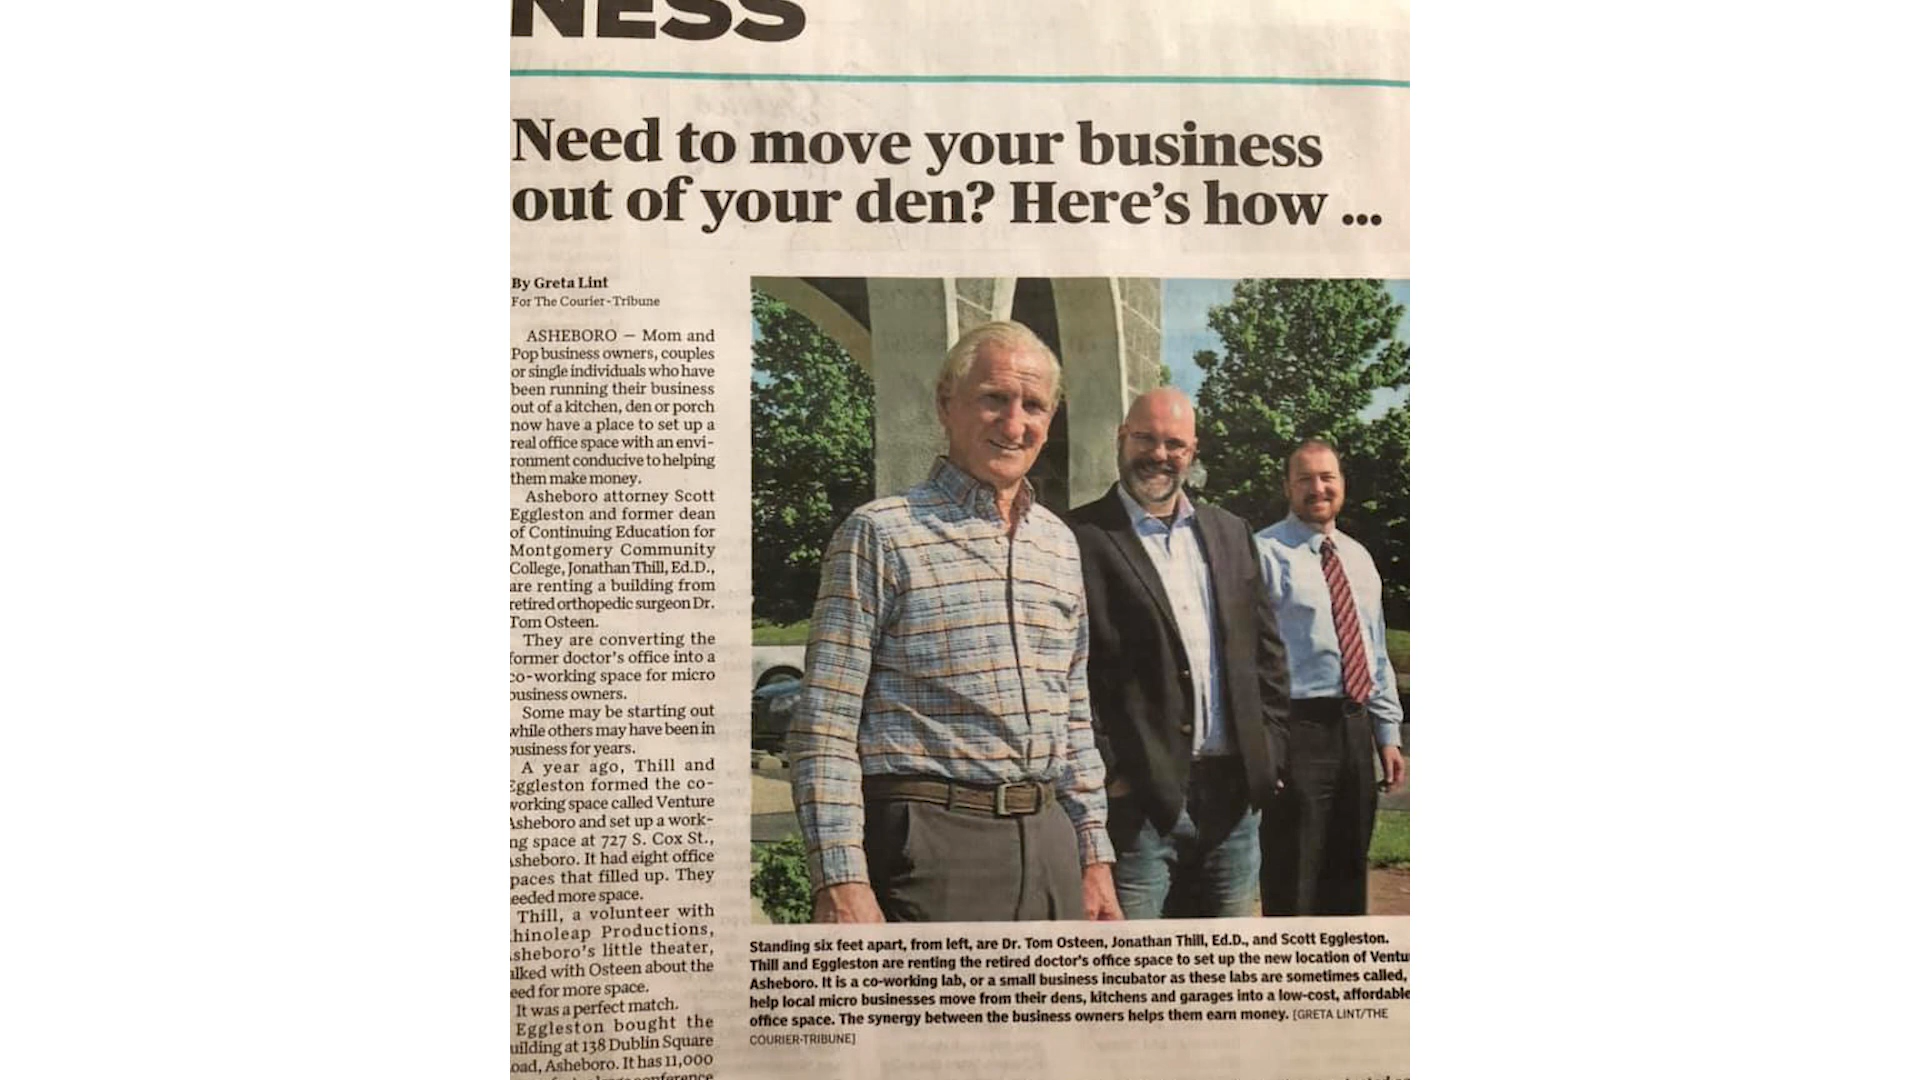 NESS
Need to move your business
out of your den? Here's how ...
By Greta Lint
For The Courier-Tribune
ASHEBORO — Mom and
Pop business owners, couples
or single individuals who have
been running their business
out of a kitchen, den or porch
now have a place to set up a
real office space with an envi-
ronment conducive to helping
them make money.
Asheboro attorney Scott
Eggleston and former dean
of Continuing Education for
Montgomery Community
College, Jonathan Thill, Ed.D.,
are renting a building from
retired orthopedic surgeon Dr.
Tom Osteen.
They are converting the
former doctor's office into a
co-working space for micro
business owners.
Some may be starting out
while others may have been in
business for years.
A year ago, Thill and
Eggleston formed the co-
working space called Venture
Asheboro and set up a work-
ng space at 727 S. Cox St.,
Asheboro. It had eight office
paces that filled up. They
eeded more space.
Thill, a volunteer with
hinoleap Productions,
sheboro's little theater,
alked with Osteen about the
eed for more space.
It was a perfect match.
Eggleston bought the
uilding at 138 Dublin Square
oad, Asheboro. It has 11,000
conference
Standing six feet apart, from left, are Dr. Tom Osteen, Jonathan Thill, Ed.D., and Scott Eggleston.
Thill and Eggleston are renting the retired doctor's office space to set up the new location of Ventu
Asheboro. It is a co-working lab, or a small business incubator as these labs are sometimes called,
help local micro businesses move from their dens, kitchens and garages into a low-cost, affordable
office space. The synergy between the business owners helps them earn money. [GRETA LINT/THE
COURIER-TRIBUNE]